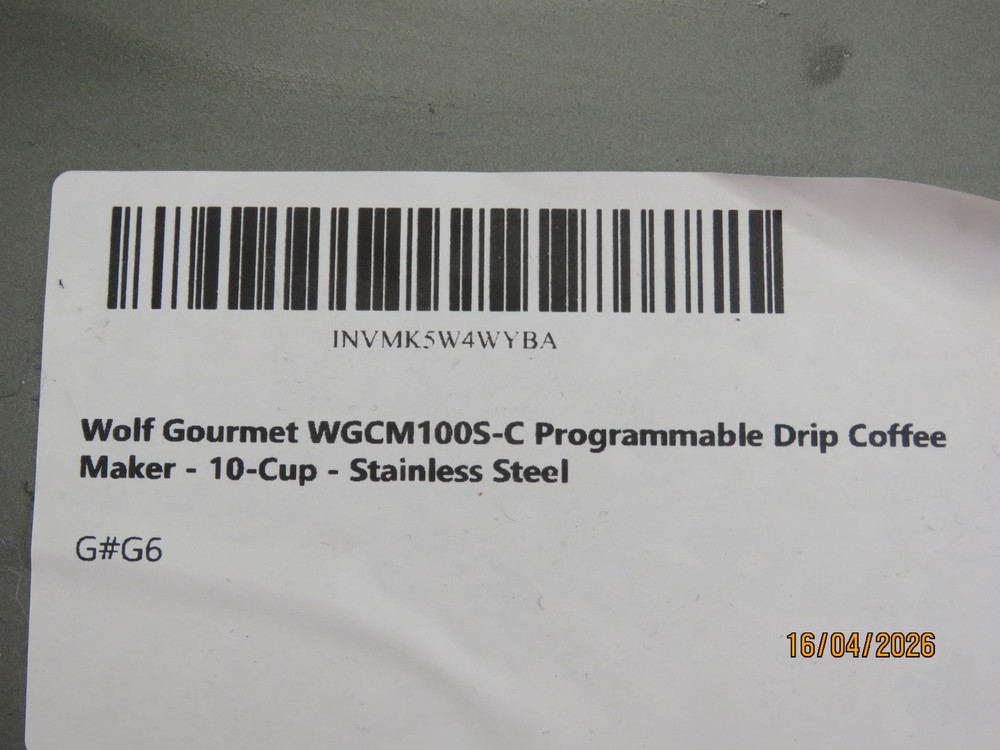 INVMK5W4WYBA
Wolf Gourmet WGCM100S-C Programmable Drip Coffee
Maker - 10-Cup - Stainless Steel
G#G6
16/04/2026